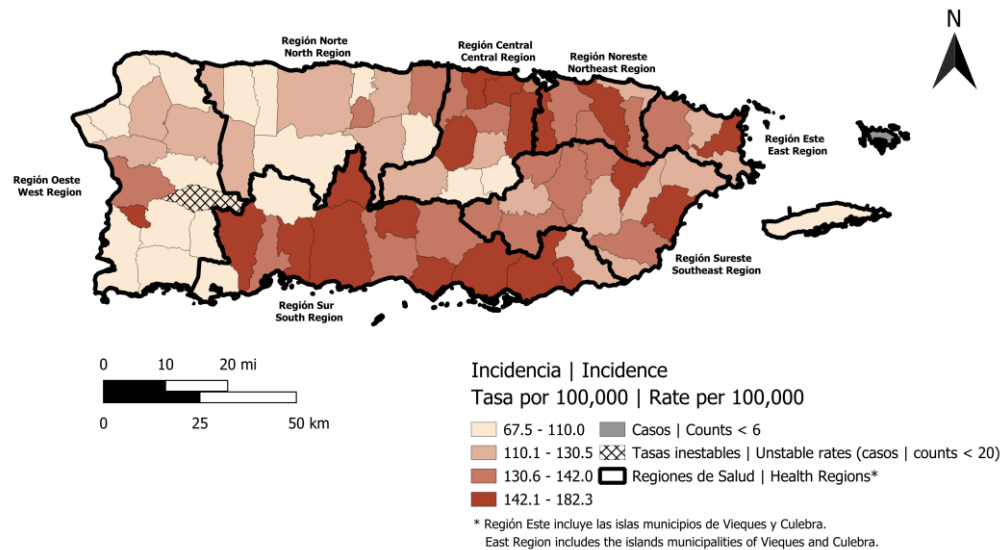 N
Región Norte
North Region
Región Central
Central Region
Región Noreste
Northeast Region
Región Este
East Region
Región Oeste
West Region
Región Sureste
Southeast Region
Región Sur
South Region
0 10 20 mi
0 25 50 km
Incidencia | Incidence
Tasa por 100,000 | Rate per 100,000
67.5 - 110.0 Casos | Counts < 6
110.1 - 130.5 Tasas inestables | Unstable rates (casos | counts < 20)
130.6 - 142.0 Regiones de Salud | Health Regions*
142.1 - 182.3
* Región Este incluye las islas municipios de Vieques y Culebra.
East Region includes the islands municipalities of Vieques and Culebra.